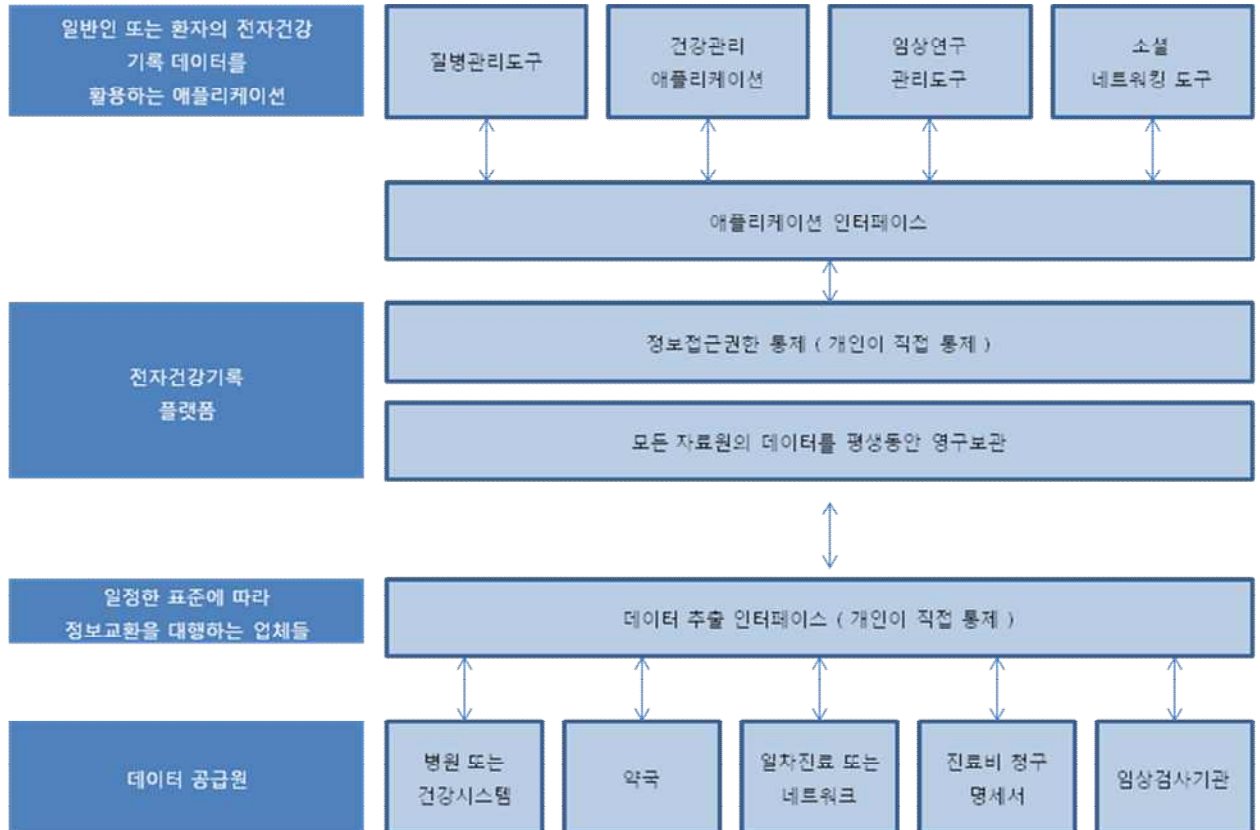 일반인 또는 환자의 전자건강
기록 데이터를
활용하는 애플리케이션
질병관리도구
건강관리
애플리케이션
임상연구
관리도구
소셜
네트워킹 도구
애플리케이션 인터페이스
전자건강기록
플랫폼
정보접근권한 통제 ( 개인이 직접 통제 )
모든 자료원의 데이터를 평생동안 영구보관
일정한 표준에 따라
정보교환을 대행하는 업체들
데이터 추출 인터페이스 ( 개인이 직접 통제 )
데이터 공급원
병원 또는
건강시스템
약국
일차진료 또는
네트워크
진료비 청구
명세서
임상검사기관